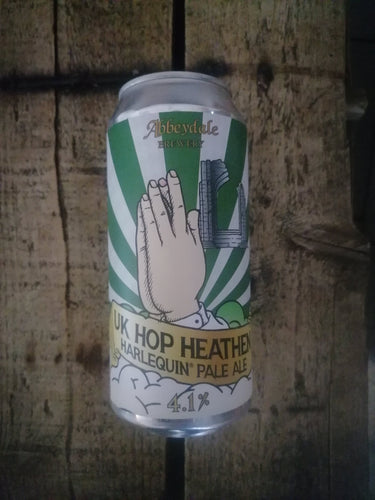 Abbeydale
BREWERY
UK HOP HEATHEN
HARLEQUIN® PALE ALE
4.1%